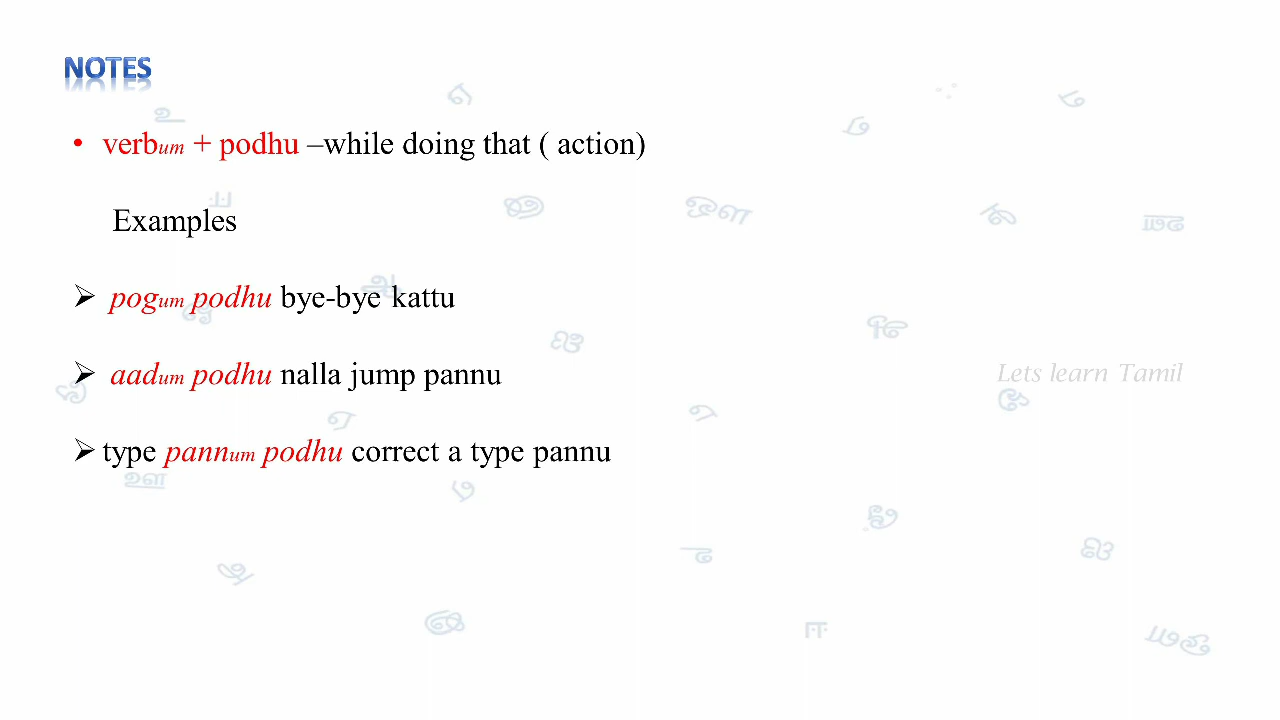 NOTES
• verbum + podhu –while doing that ( action)
Examples
➢ pogum podhu bye-bye kattu
➢ aadum podhu nalla jump pannu
Lets learn Tamil
➢ type pannum podhu correct a type pannu